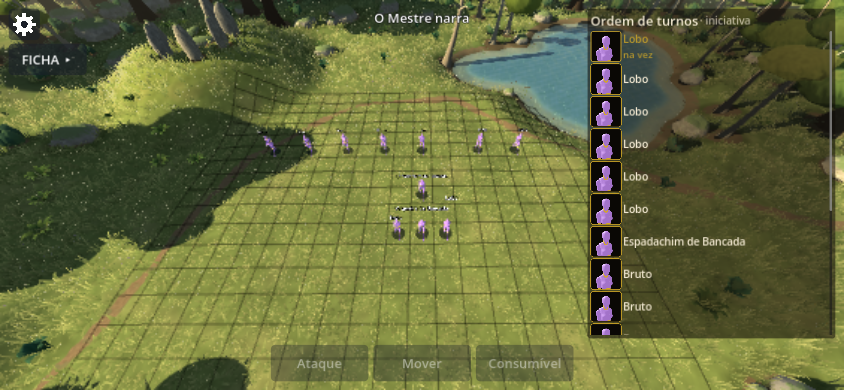 O Mestre narra
Ordem de turnos · iniciativa
FICHA
Lobo
na vez
Lobo
Lobo
Lobo
Lobo
Lobo
Espadachim de Bancada
Bruto
Bruto
Ataque
Mover
Consumível